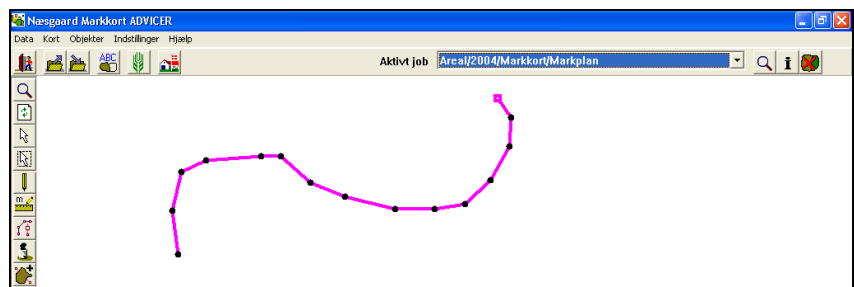 Næsgaard Markkort ADVICER
Data Kort Objekter Indstillinger Hjælp
ABC Aktivt job Areal/2004/Markkort/Markplan i
m